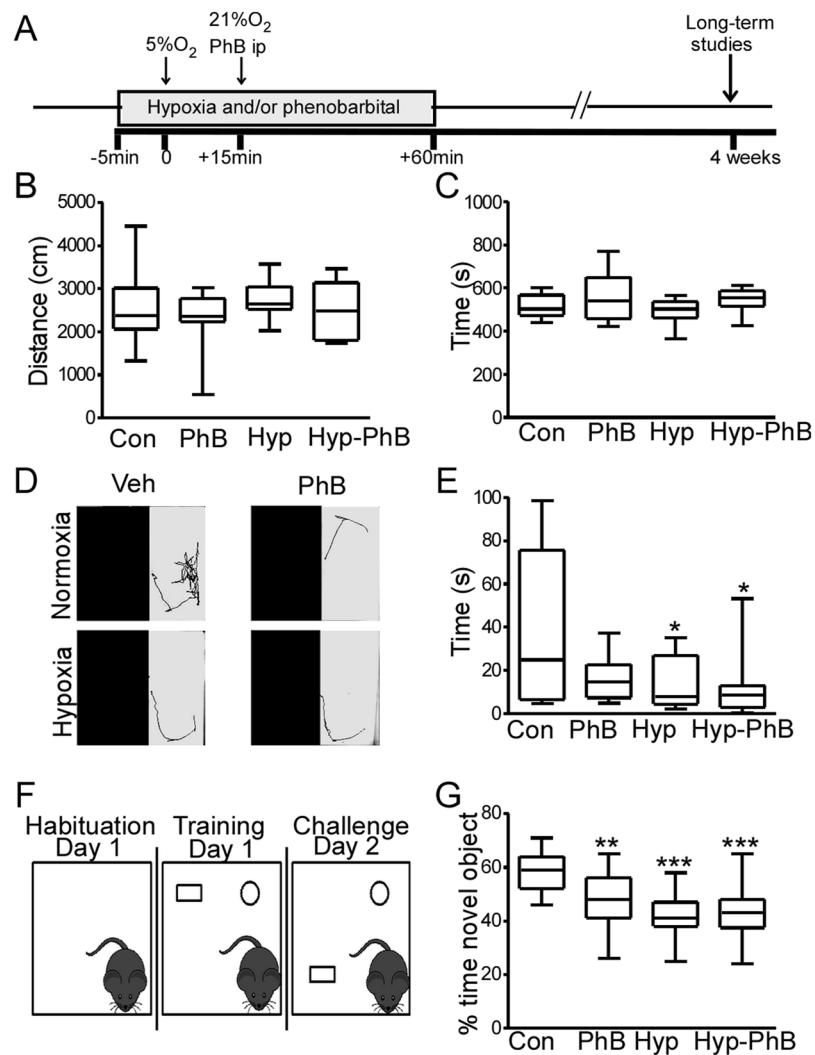 A
5%O2
21%O2
PhB ip
Long-term
studies
Hypoxia and/or phenobarbital
-5min
0
+15min
+60min
4 weeks
B
Distance (cm)
5000
4000
3000
2000
1000
0
Con PhB Hyp Hyp-PhB
C
Time (s)
1000
800
600
400
200
0
Con PhB Hyp Hyp-PhB
D
Veh PhB
Normoxia
Hypoxia
E
Time (s)
100
80
60
40
20
0
*
*
Con PhB Hyp Hyp-PhB
F
Habituation
Day 1
Training
Day 1
Challenge
Day 2
G
% time novel object
80
60
40
20
0
**
***
***
Con PhB Hyp Hyp-PhB